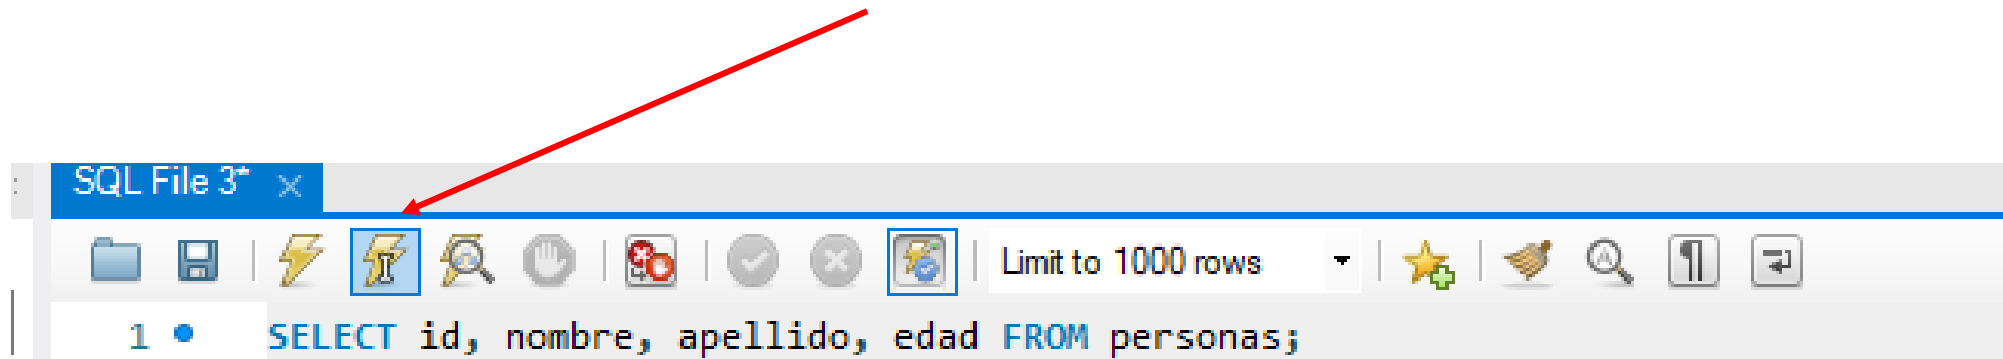 SQL File 3*
Limit to 1000 rows
1 SELECT id, nombre, apellido, edad FROM personas;